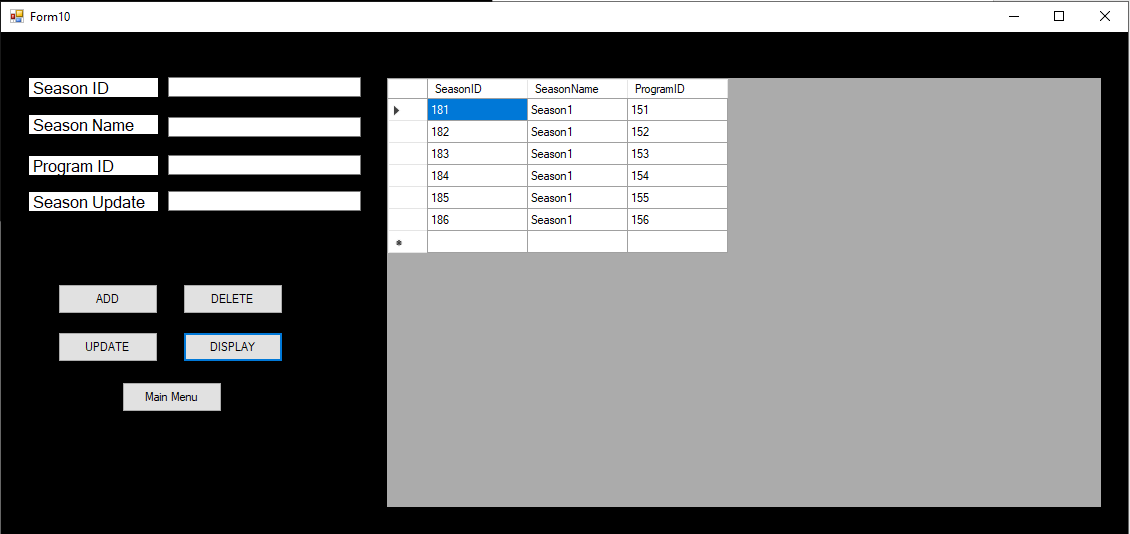 Form10
Season ID
Season Name
Program ID
Season Update
ADD DELETE
UPDATE DISPLAY
Main Menu
SeasonID SeasonName ProgramID
181 Season1 151
182 Season1 152
183 Season1 153
184 Season1 154
185 Season1 155
186 Season1 156